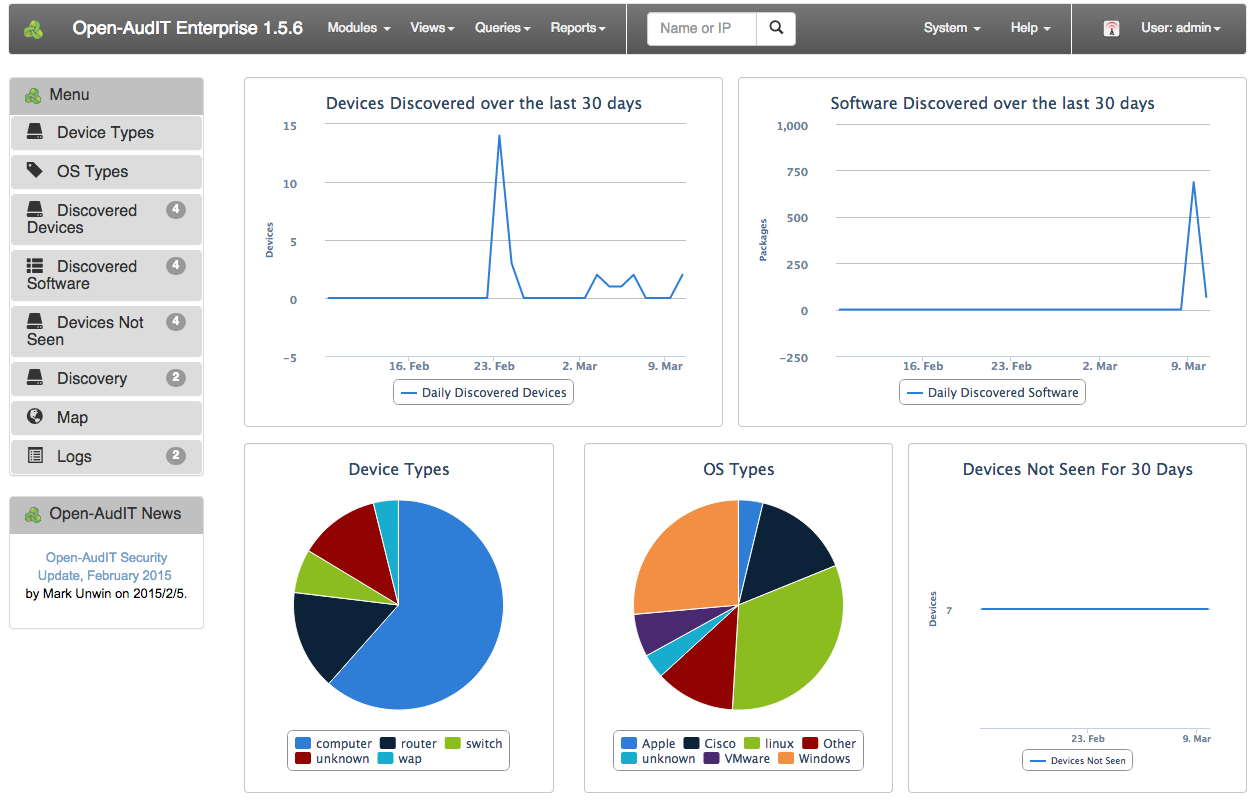 Open-AudIT Enterprise 1.5.6
Modules
Views
Queries
Reports
Name or IP
System
Help
User: admin
Menu
Device Types
OS Types
Discovered 4
Devices
Discovered 4
Software
Devices Not 4
Seen
Discovery 2
Map
Logs 2
Open-AudIT News
Open-AudIT Security
Update, February 2015
by Mark Unwin on 2015/2/5.
Devices Discovered over the last 30 days
Devices
15
10
5
0
−5
16. Feb
23. Feb
2. Mar
9. Mar
Daily Discovered Devices
Software Discovered over the last 30 days
Packages
1,000
750
500
250
0
−250
16. Feb
23. Feb
2. Mar
9. Mar
Daily Discovered Software
Device Types
computer router switch
unknown wap
OS Types
Apple Cisco linux Other
unknown VMware Windows
Devices Not Seen For 30 Days
Devices
7
23. Feb
9. Mar
Devices Not Seen